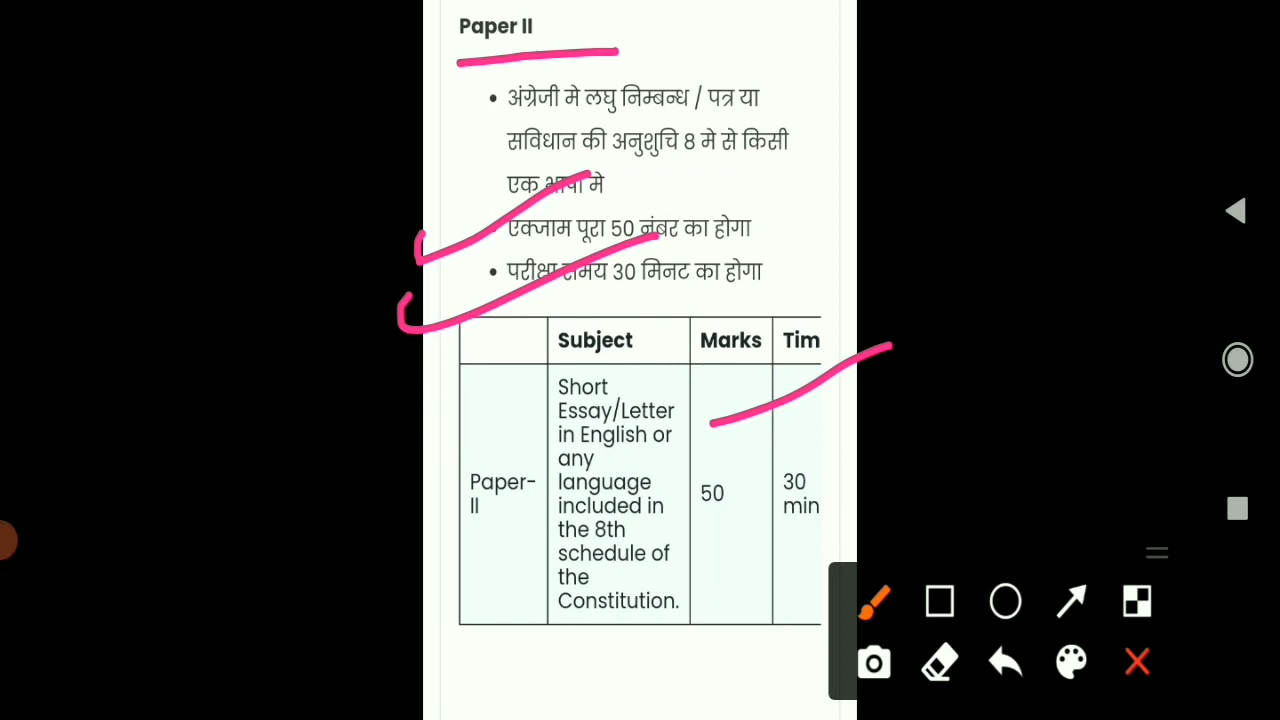 Paper II
• अंग्रेजी मे लघु निम्बन्ध / पत्र या
सविधान की अनुशुचि 8 मे से किसी
एक भाषा मे
• एक्जाम पूरा 50 नंबर का होगा
• परीक्षा समय 30 मिनट का होगा
Subject Marks Tim
Short
Essay/Letter
in English or
any
language
included in
the 8th
schedule of
the
Constitution.
Paper-
II
50
30
min